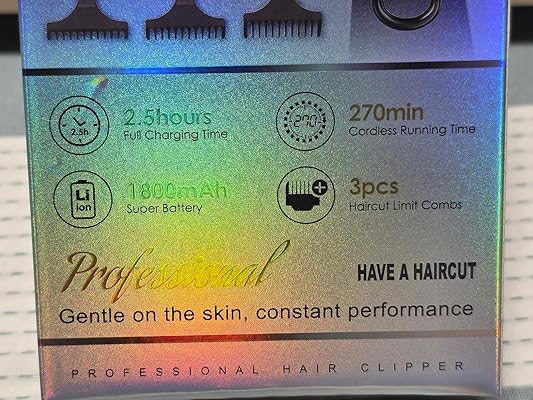 2.5h
2.5hours
Full Charging Time
270
270min
Cordless Running Time
Li
ion
1800mAh
Super Battery
3pcs
Haircut Limit Combs
Professional
HAVE A HAIRCUT
Gentle on the skin, constant performance
PROFESSIONAL HAIR CLIPPER